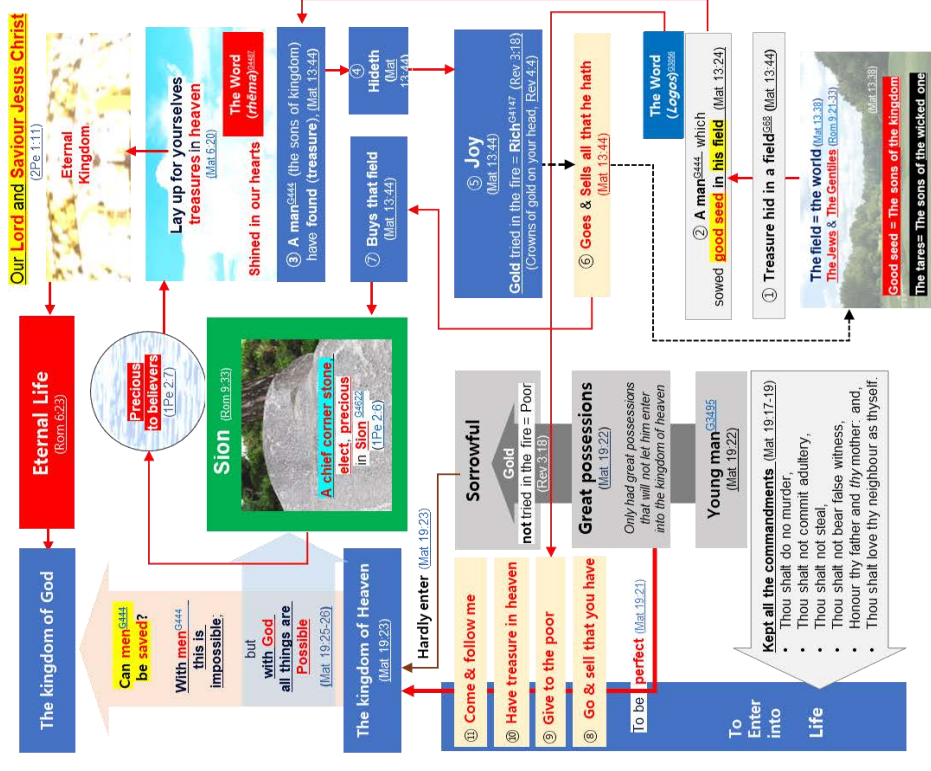 The kingdom of God
Eternal Life
(Rom 6:23)
Our Lord and Saviour Jesus Christ
(2Pe 1:11)
Eternal
Kingdom
Can menG444
be saved?
With menG444
this is
impossible;
but
with God
all things are
Possible
(Mat 19:25-26)
Precious
to believers
(1Pe 2:7)
Lay up for yourselves
treasures in heaven
(Mat 6:20)
The Word
(rhēma)G4487
Shined in our hearts
Sion (Rom 9:33)
A chief corner stone,
elect, precious
in Sion G4622
(1Pe 2:6)
③ A manG444 (the sons of kingdom)
have found (treasure), (Mat 13:44)
④
Hideth
(Mat
13:44)
⑦ Buys that field
(Mat 13:44)
The kingdom of Heaven
(Mat 19:23)
Hardly enter (Mat 19:23)
⑤ Joy
(Mat 13:44)
Gold tried in the fire = RichG4147 (Rev 3:18)
(Crowns of gold on your head, Rev 4:4)
Sorrowful
Gold
not tried in the fire = Poor
(Rev 3:18)
⑪ Come & follow me
⑩ Have treasure in heaven
⑨ Give to the poor
⑧ Go & sell that you have
⑥ Goes & Sells all that he hath
(Mat 13:44)
Great possessions
(Mat 19:22)
Only had great possessions
that will not let him enter
into the kingdom of heaven
To be perfect (Mat 19:21)
The Word
(Logos)G3056
② A manG444 which
sowed good seed in his field (Mat 13:24)
Young manG3495
(Mat 19:22)
① Treasure hid in a fieldG68 (Mat 13:44)
To
Enter
into
Life
Kept all the commandments (Mat 19:17-19)
• Thou shalt do no murder,
• Thou shalt not commit adultery,
• Thou shalt not steal,
• Thou shalt not bear false witness,
• Honour thy father and thy mother: and,
• Thou shalt love thy neighbour as thyself.
The field = the world (Mat 13:38)
The Jews & The Gentiles (Rom 9:21-33)
(Mat 13:38)
Good seed = The sons of the kingdom
The tares= The sons of the wicked one